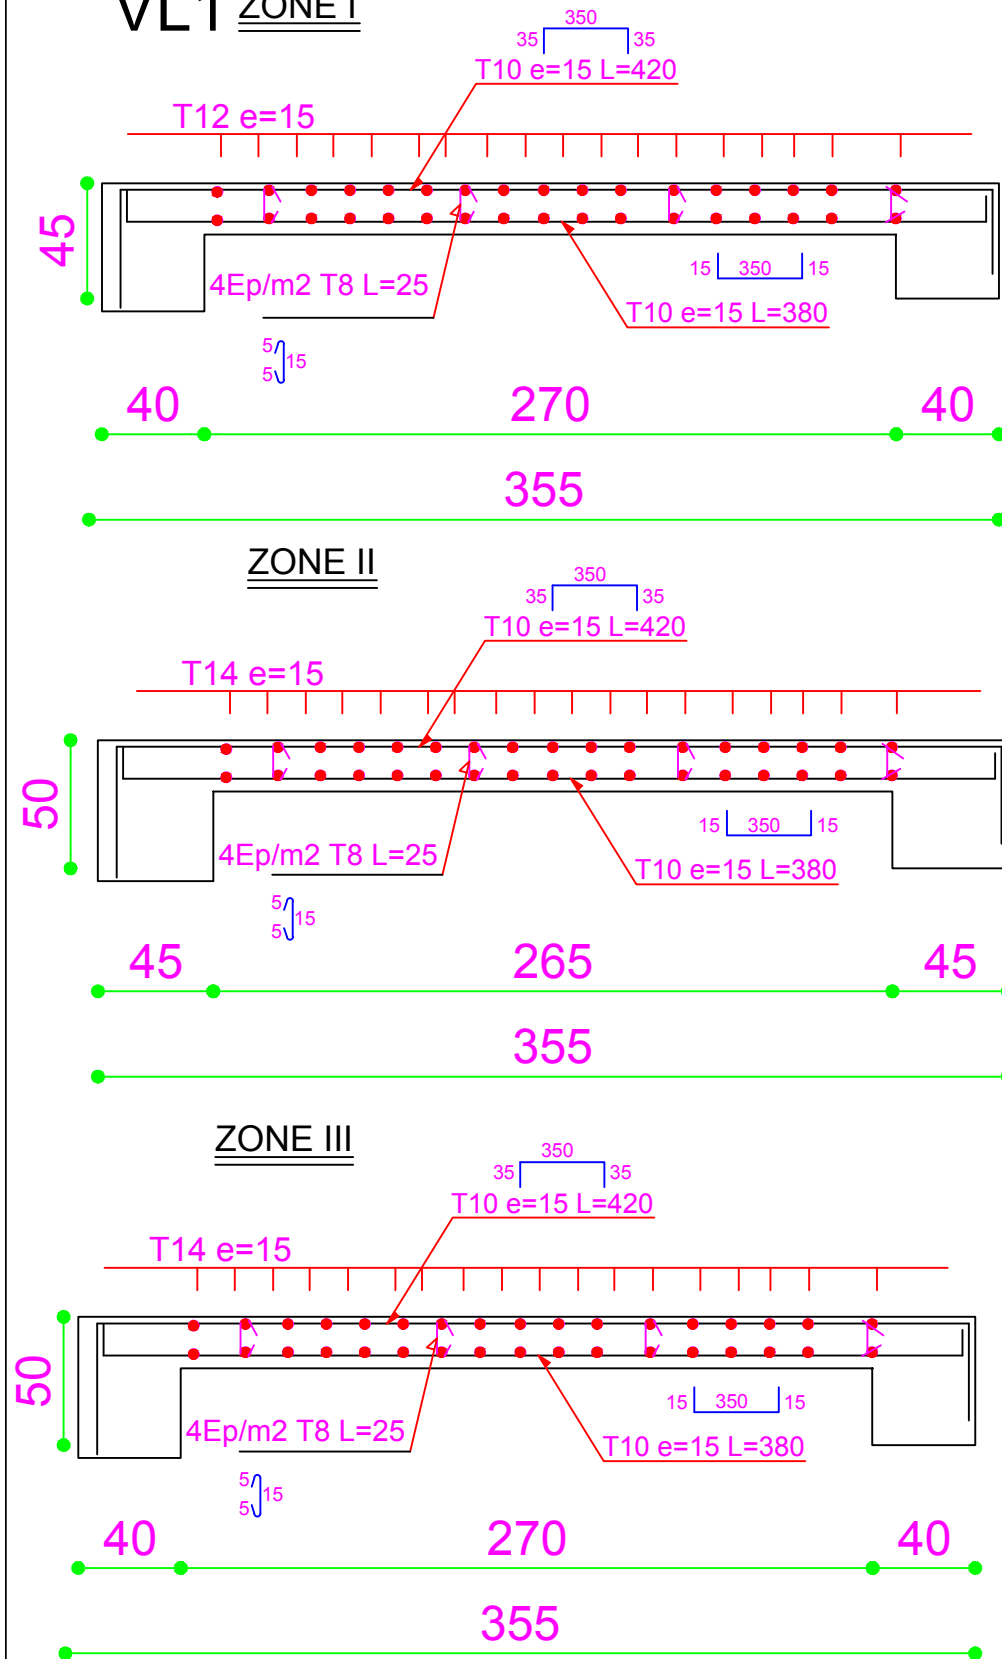 VL1 ZONE I
350
35 35
T10 e=15 L=420
T12 e=15
45
15 350 15
4Ep/m2 T8 L=25
T10 e=15 L=380
5
15
5
40 270 40
355
ZONE II
350
35 35
T10 e=15 L=420
T14 e=15
50
15 350 15
4Ep/m2 T8 L=25
T10 e=15 L=380
5
15
5
45 265 45
355
ZONE III
350
35 35
T10 e=15 L=420
T14 e=15
50
15 350 15
4Ep/m2 T8 L=25
T10 e=15 L=380
5
15
5
40 270 40
355